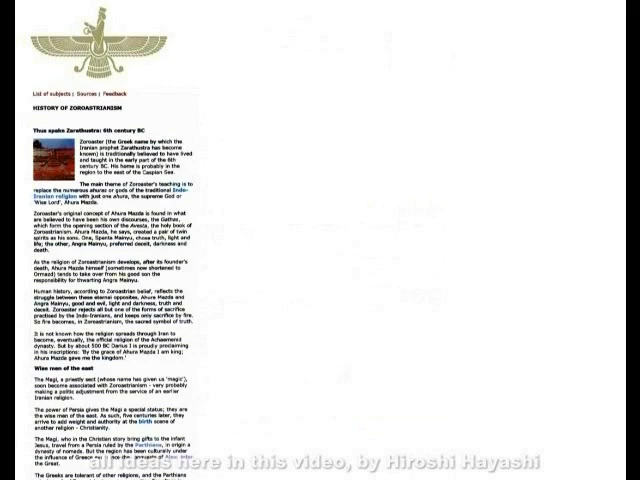 List of subjects | Sources | Feedback
HISTORY OF ZOROASTRIANISM
Thus spake Zarathustra: 6th century BC
Zoroaster (the Greek name by which the
Iranian prophet Zarathustra has become
known) is traditionally believed to have lived
and taught in the early part of the 6th
century BC. His home is probably in the
region to the east of the Caspian Sea.
The main theme of Zoroaster's teaching is to
replace the numerous ahuras or gods of the traditional Indo-
Iranian religion with just one ahura, the supreme God or
'Wise Lord', Ahura Mazda.
Zoroaster's original concept of Ahura Mazda is found in what
are believed to have been his own discourses, the Gathas,
which form the opening section of the Avesta, the holy book of
Zoroastrianism. Ahura Mazda, he says, created a pair of twin
spirits as his sons. One, Spenta Mainyu, chose truth, light and
life; the other, Angra Mainyu, preferred deceit, darkness and
death.
As the religion of Zoroastrianism develops, after its founder's
death, Ahura Mazda himself (sometimes now shortened to
Ormazd) tends to take over from his good son the
responsibility for thwarting Angra Mainyu.
Human history, according to Zoroastrian belief, reflects the
struggle between these eternal opposites, Ahura Mazda and
Angra Mainyu, good and evil, light and darkness, truth and
deceit. Zoroaster rejects all but one of the forms of sacrifice
practised by the Indo-Iranians, and keeps only sacrifice by fire.
So fire becomes, in Zoroastrianism, the sacred symbol of truth.
It is not known how the religion spreads through Iran to
become, eventually, the official religion of the Achaemenid
dynasty. But by about 500 BC Darius I is proudly proclaiming
in his inscriptions: 'By the grace of Ahura Mazda I am king;
Ahura Mazda gave me the kingdom.'
Wise men of the east
The Magi, a priestly sect (whose name has given us 'magic'),
soon become associated with Zoroastrianism - very probably
making a politic adjustment from the service of an earlier
Iranian religion.
The power of Persia gives the Magi a special status; they are
the wise men of the east. As such, five centuries later, they
arrive to add weight and authority at the birth scene of
another religion - Christianity.
The Magi, who in the Christian story bring gifts to the infant
Jesus, travel from a Persia ruled by the Parthians, in origin a
dynasty of nomads. But the region has been culturally under
the influence of Greece
the Great.
all ideas here in this video, by Hiroshi Hayashi
The Greeks are tolerant of other religions, and the Parthians